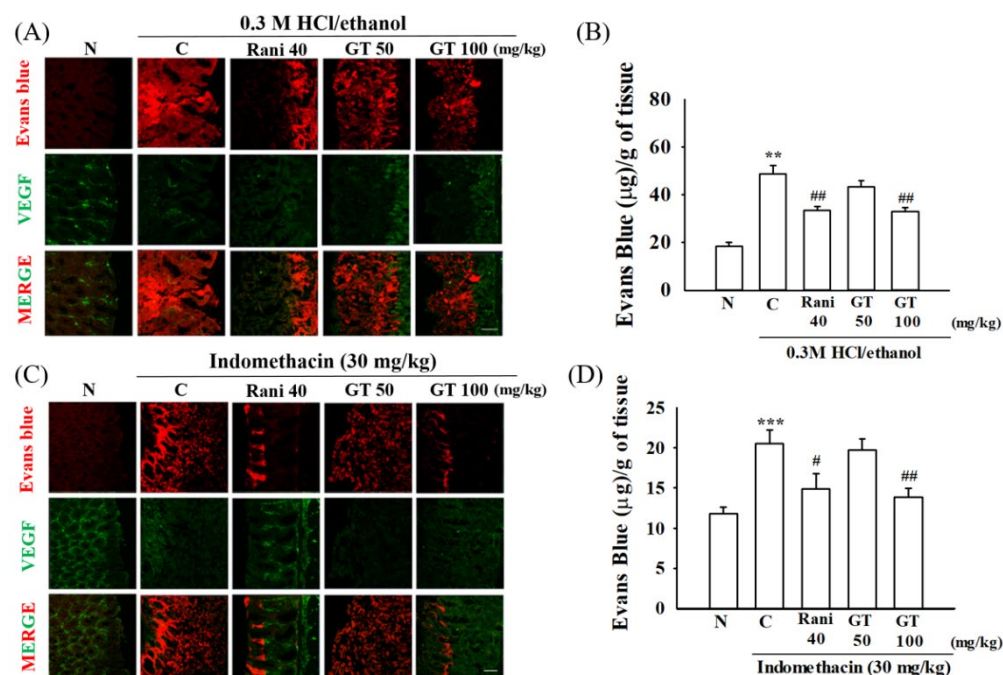 (A)
0.3 M HCl/ethanol
N C Rani 40 GT 50 GT 100 (mg/kg)
Evans blue
VEGF
MERGE
(B)
Evans Blue (μg)/g of tissue
80
60
40
20
0
**
##
##
N C Rani GT GT
40 50 100 (mg/kg)
0.3M HCl/ethanol
(C)
Indomethacin (30 mg/kg)
N C Rani 40 GT 50 GT 100 (mg/kg)
Evans blue
VEGF
MERGE
(D)
Evans Blue (μg)/g of tissue
25
20
15
10
5
0
***
#
##
N C Rani GT GT
40 50 100 (mg/kg)
Indomethacin (30 mg/kg)